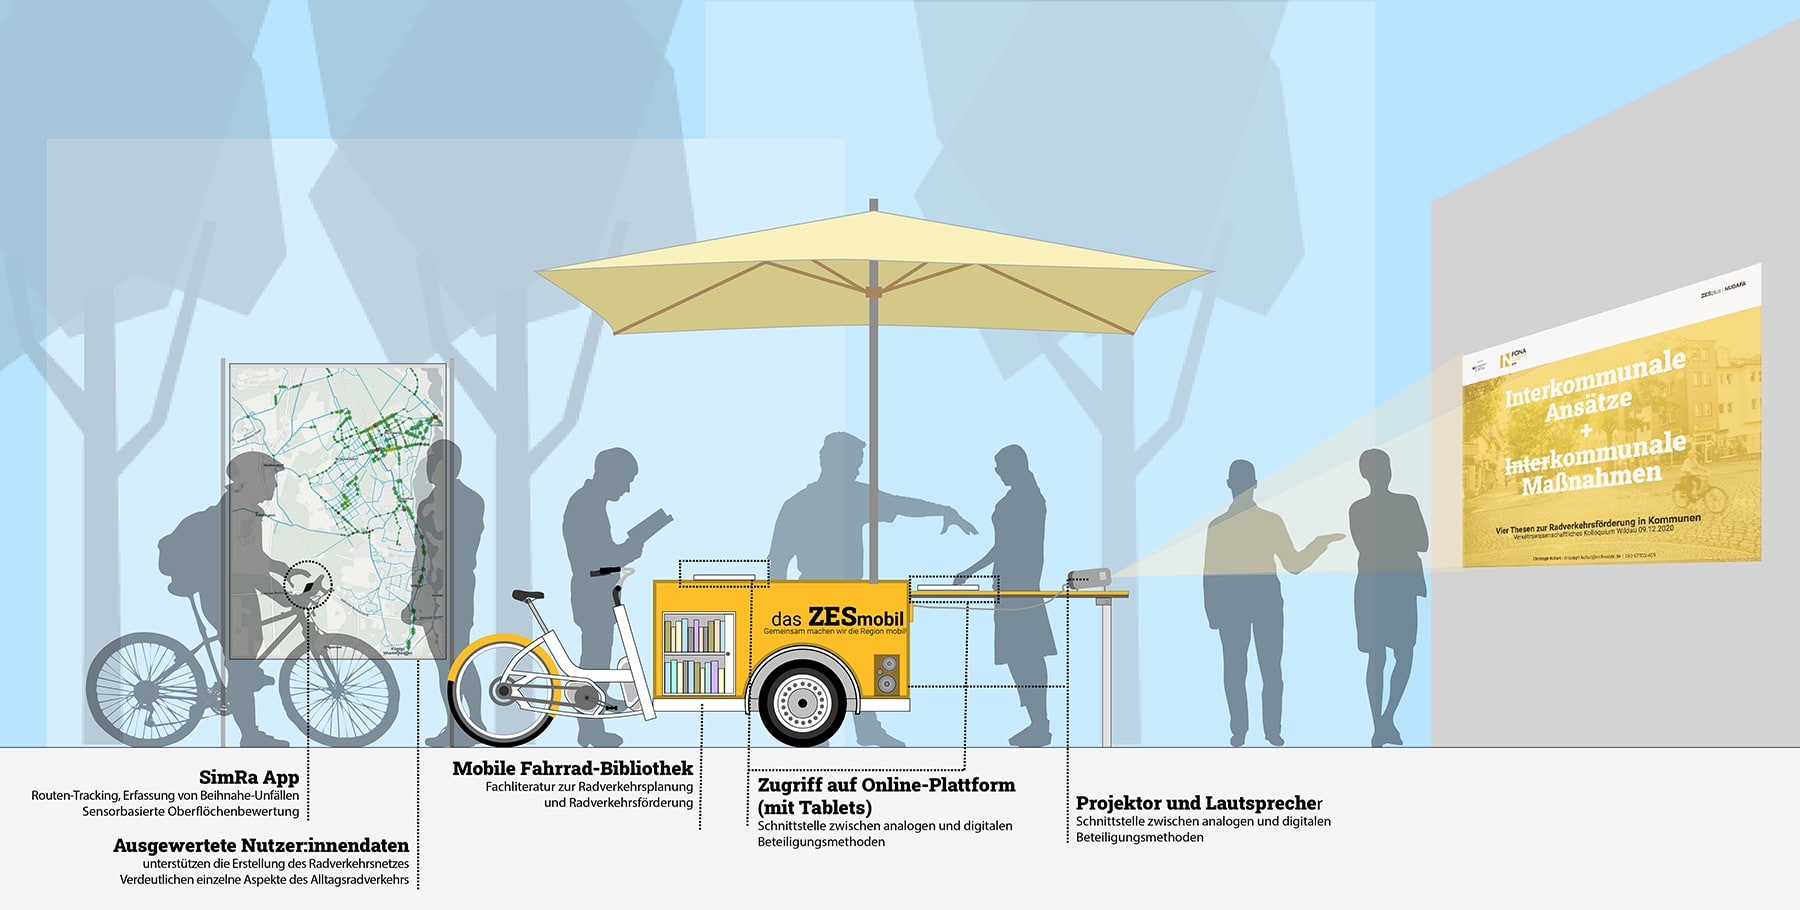 ZESplus | NUDAFA
FONA
Interkommunale
Ansätze
+
Interkommunale
Maßnahmen
Vier Thesen zur Radverkehrsförderung in Kommunen
Verkehrswissenschaftliches Kolloquium Wildau 09.12.2020
das ZESmobil
Gemeinsam machen wir die Region mobil!
SimRa App
Routen-Tracking, Erfassung von Beihnahe-Unfällen
Sensorbasierte Oberflächenbewertung
Ausgewertete Nutzer:innendaten
unterstützen die Erstellung des Radverkehrsnetzes
Verdeutlichen einzelne Aspekte des Alltagsradverkehrs
Mobile Fahrrad-Bibliothek
Fachliteratur zur Radverkehrsplanung
und Radverkehrsförderung
Zugriff auf Online-Plattform
(mit Tablets)
Schnittstelle zwischen analogen und digitalen
Beteiligungsmethoden
Projektor und Lautsprecher
Schnittstelle zwischen analogen und digitalen
Beteiligungsmethoden